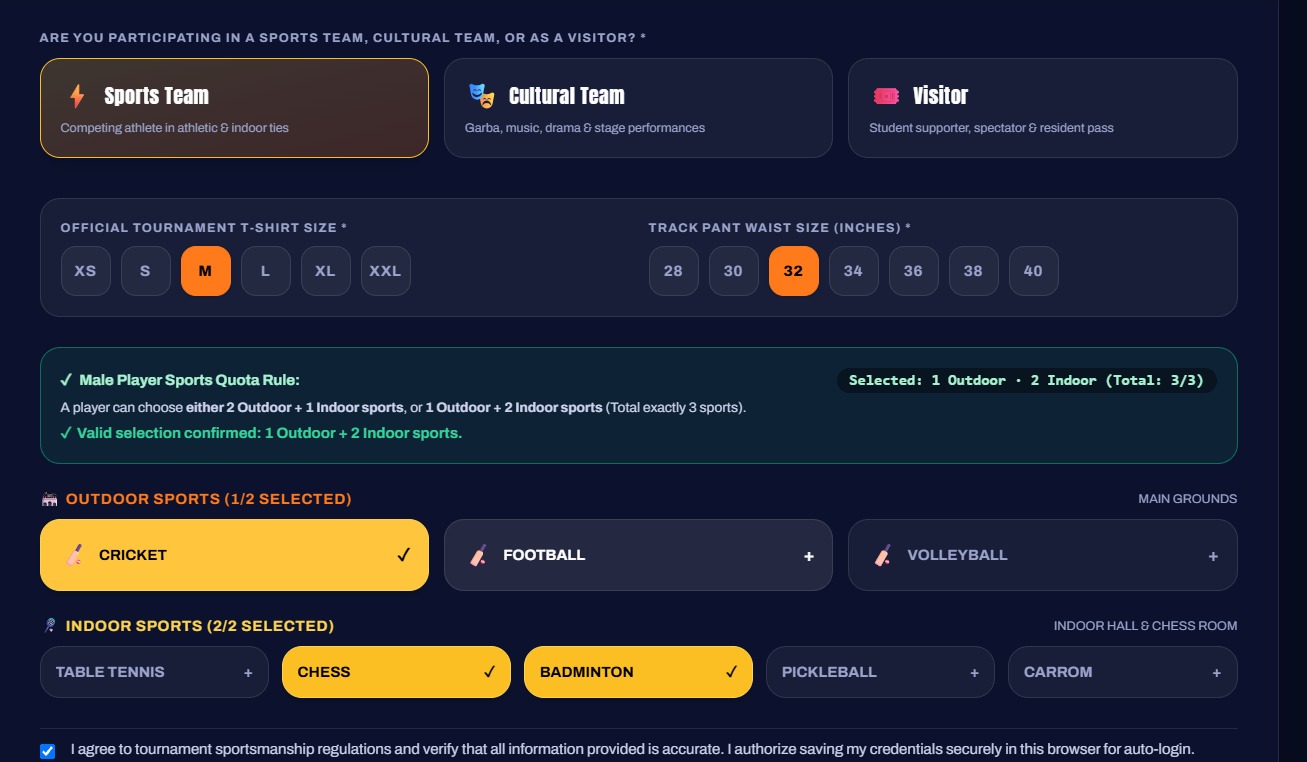 ARE YOU PARTICIPATING IN A SPORTS TEAM, CULTURAL TEAM, OR AS A VISITOR? *
Sports Team
Competing athlete in athletic & indoor ties
Cultural Team
Garba, music, drama & stage performances
Visitor
Student supporter, spectator & resident pass
OFFICIAL TOURNAMENT T-SHIRT SIZE *
XS S M L XL XXL
TRACK PANT WAIST SIZE (INCHES) *
28 30 32 34 36 38 40
✓ Male Player Sports Quota Rule:
Selected: 1 Outdoor · 2 Indoor (Total: 3/3)
A player can choose either 2 Outdoor + 1 Indoor sports, or 1 Outdoor + 2 Indoor sports (Total exactly 3 sports).
✓ Valid selection confirmed: 1 Outdoor + 2 Indoor sports.
OUTDOOR SPORTS (1/2 SELECTED)
MAIN GROUNDS
CRICKET ✓
FOOTBALL +
VOLLEYBALL +
INDOOR SPORTS (2/2 SELECTED)
INDOOR HALL & CHESS ROOM
TABLE TENNIS +
CHESS ✓
BADMINTON ✓
PICKLEBALL +
CARROM +
I agree to tournament sportsmanship regulations and verify that all information provided is accurate. I authorize saving my credentials securely in this browser for auto-login.